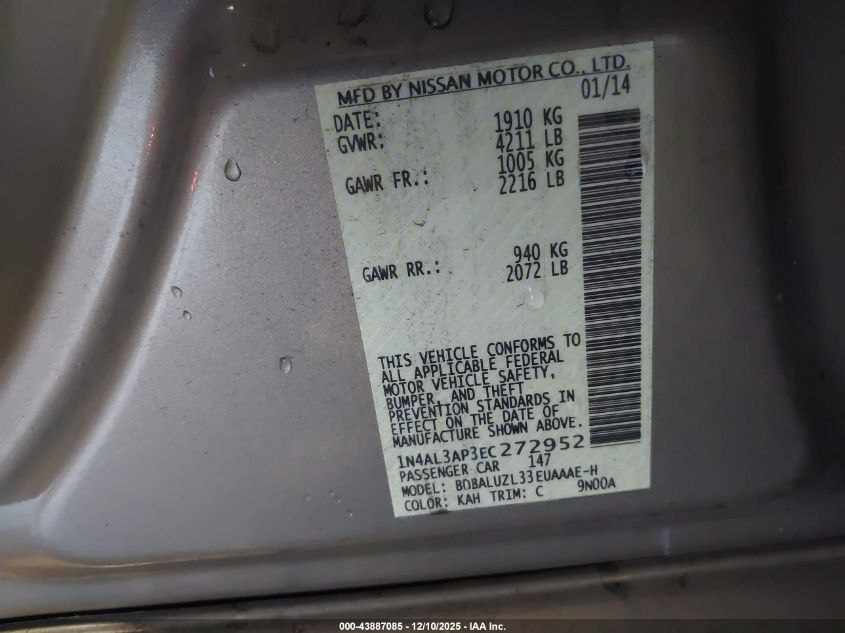 MFD BY NISSAN MOTOR CO., LTD.
DATE: 01/14
GVWR: 1910 KG
4211 LB
GAWR FR.: 1005 KG
2216 LB
GAWR RR.: 940 KG
2072 LB
THIS VEHICLE CONFORMS TO
ALL APPLICABLE FEDERAL
MOTOR VEHICLE SAFETY,
BUMPER, AND THEFT
PREVENTION STANDARDS IN
EFFECT ON THE DATE OF
MANUFACTURE SHOWN ABOVE.
1N4AL3AP3EC272952
PASSENGER CAR 147
MODEL: BDBALUZL33EUAAAE-H
COLOR: KAH TRIM: C 9N00A
000-43887085 - 12/10/2025 - IAA Inc.